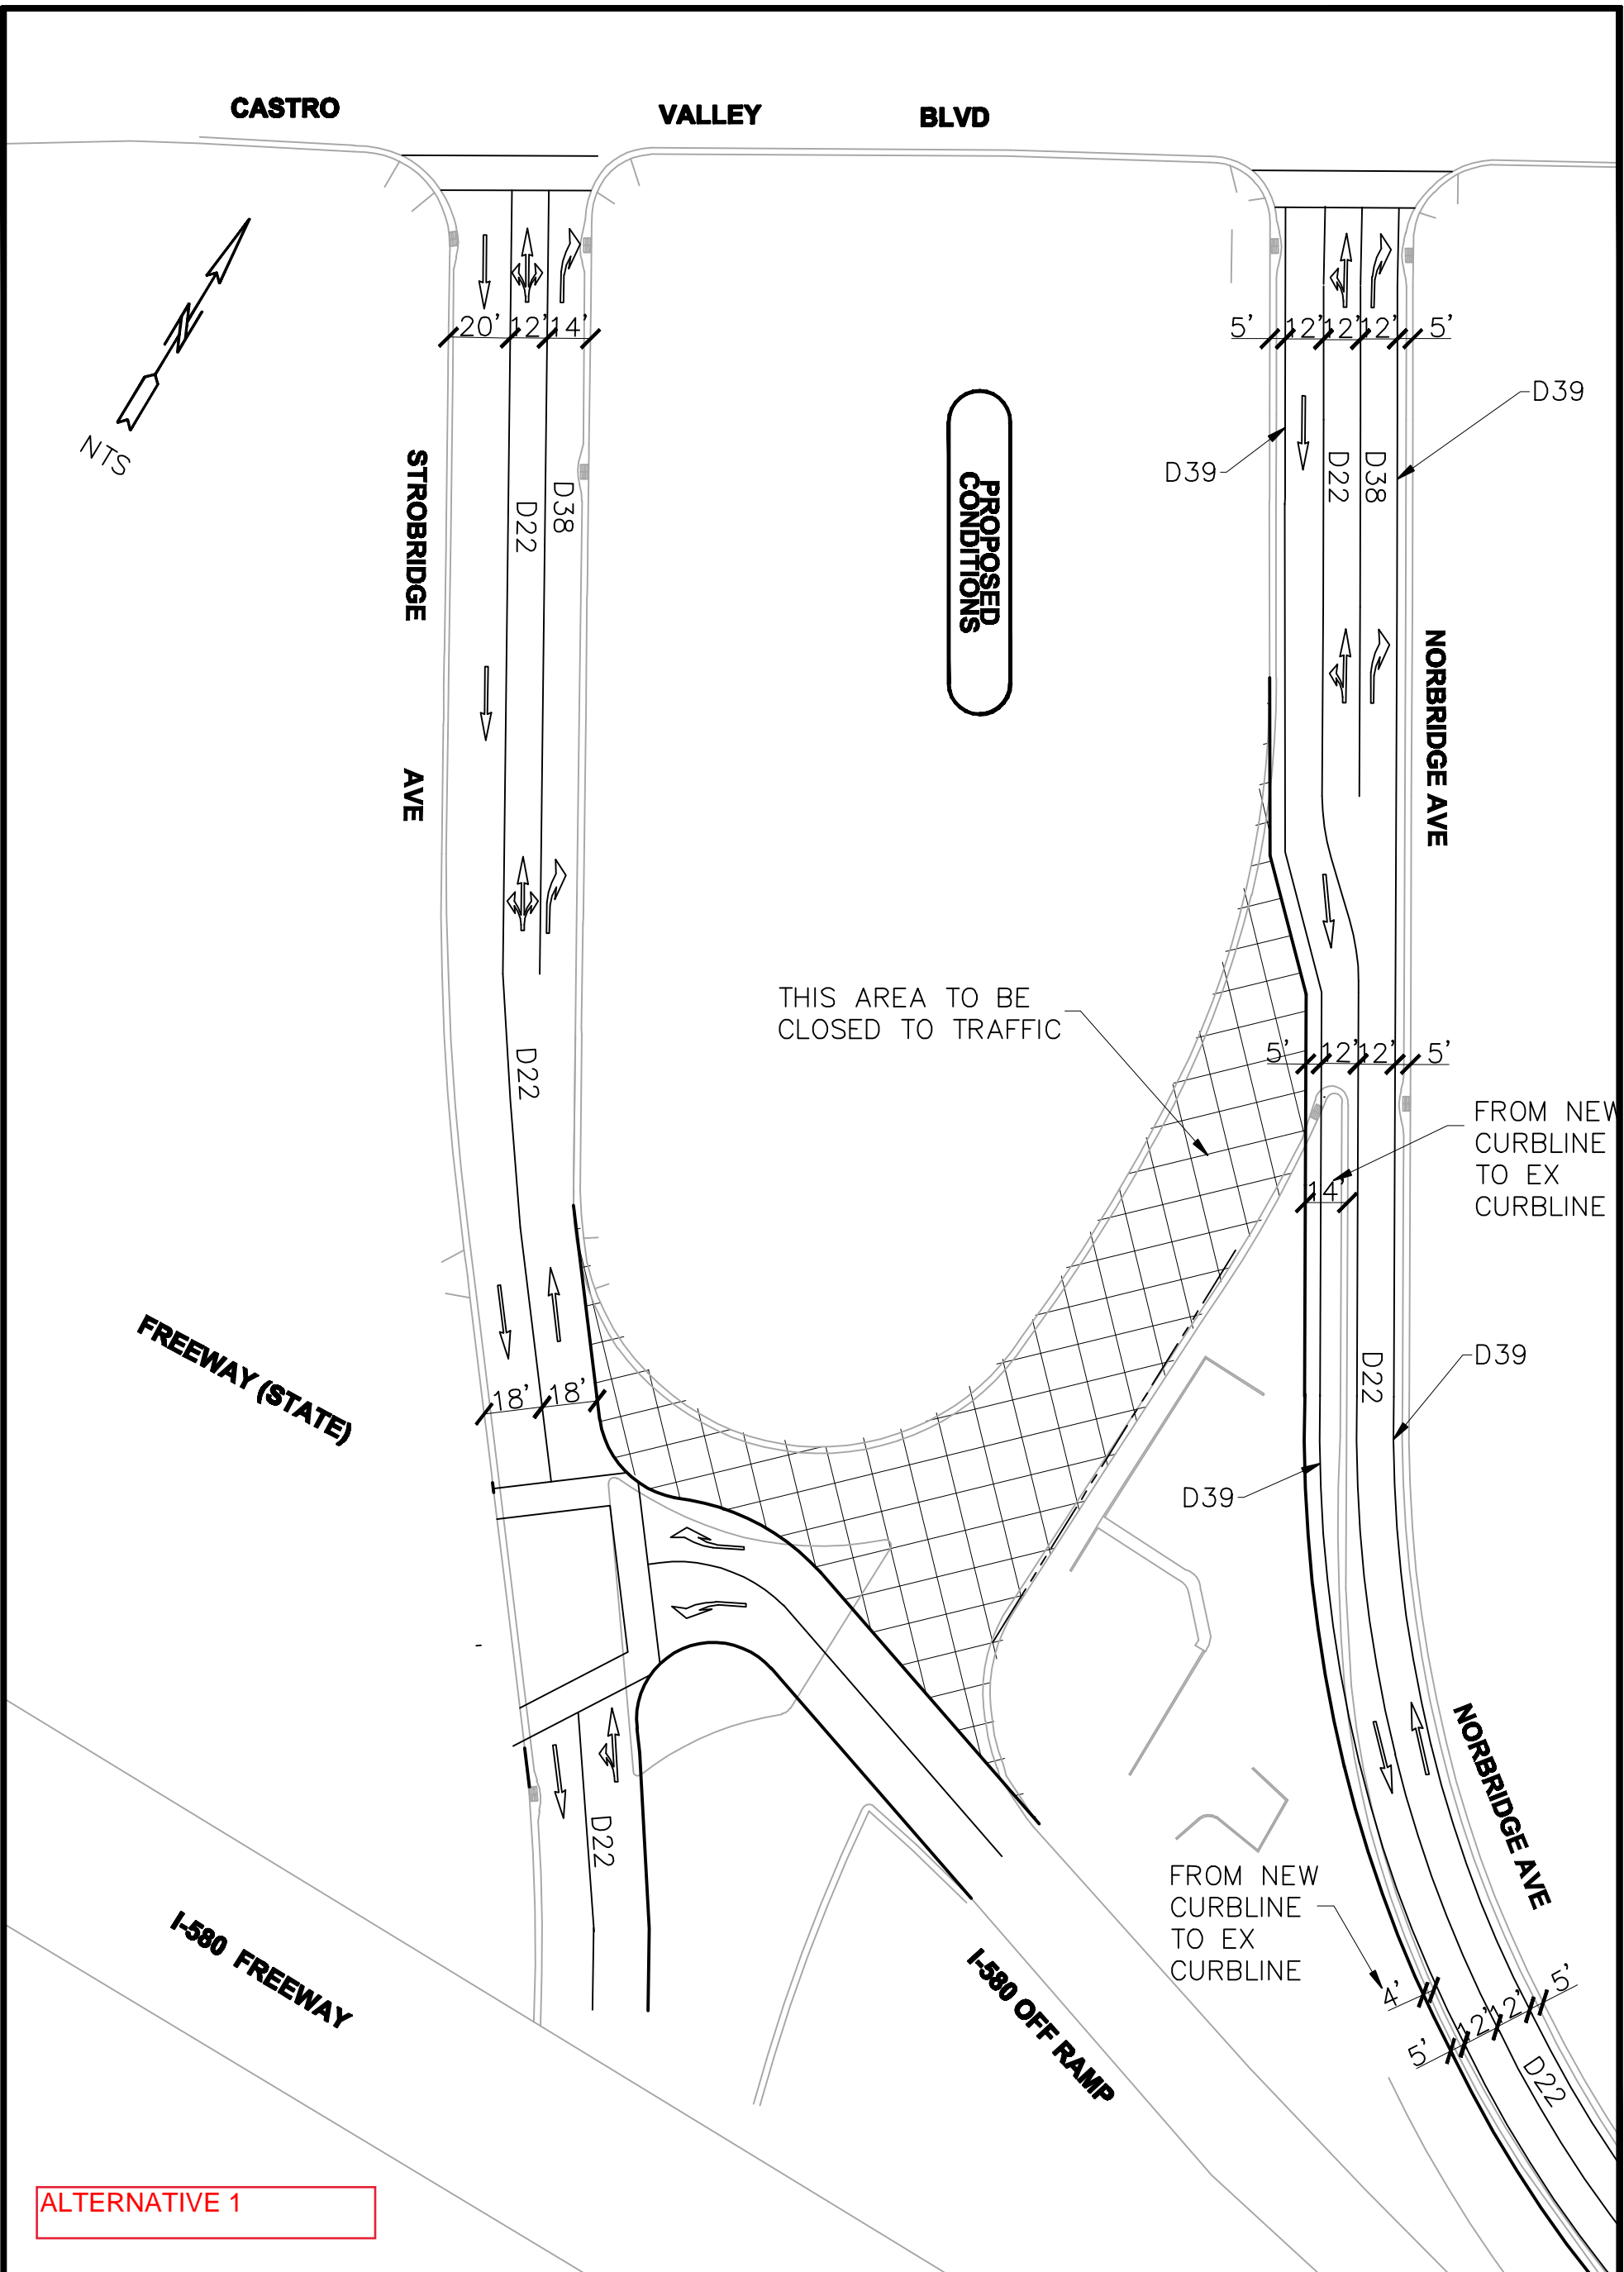 CASTRO VALLEY BLVD
20' 12' 14'
5' 12' 12' 12' 5'
NTS
D39
D39
STROBRIDGE AVE
D22
D38
PROPOSED
CONDITIONS
D22
D38
NORBRIDGE AVE
THIS AREA TO BE
CLOSED TO TRAFFIC
D22
5' 12' 12' 5'
FROM NEW
CURBLINE
TO EX
CURBLINE
14'
FREEWAY (STATE)
18' 18'
D22
D39
D39
NORBRIDGE AVE
D22
FROM NEW
CURBLINE
TO EX
CURBLINE
I-580 FREEWAY
I-580 OFF RAMP
4'
5' 12' 12' 5'
D22
ALTERNATIVE 1